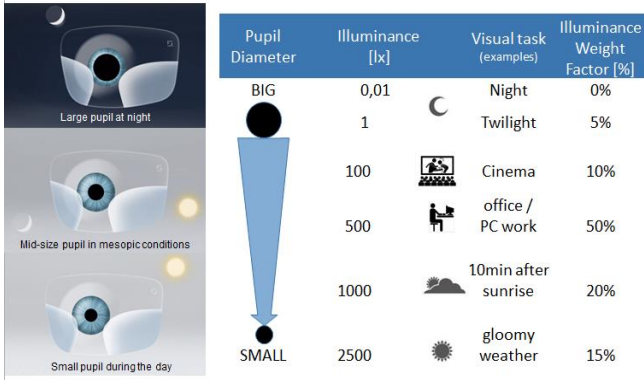 Large pupil at night
Mid-size pupil in mesopic conditions
Small pupil during the day
Pupil Diameter
Illuminance [lx]
Visual task (examples)
Illuminance Weight Factor [%]
BIG 0,01 Night 0%
1 Twilight 5%
100 Cinema 10%
500 office / PC work 50%
1000 10min after sunrise 20%
SMALL 2500 gloomy weather 15%